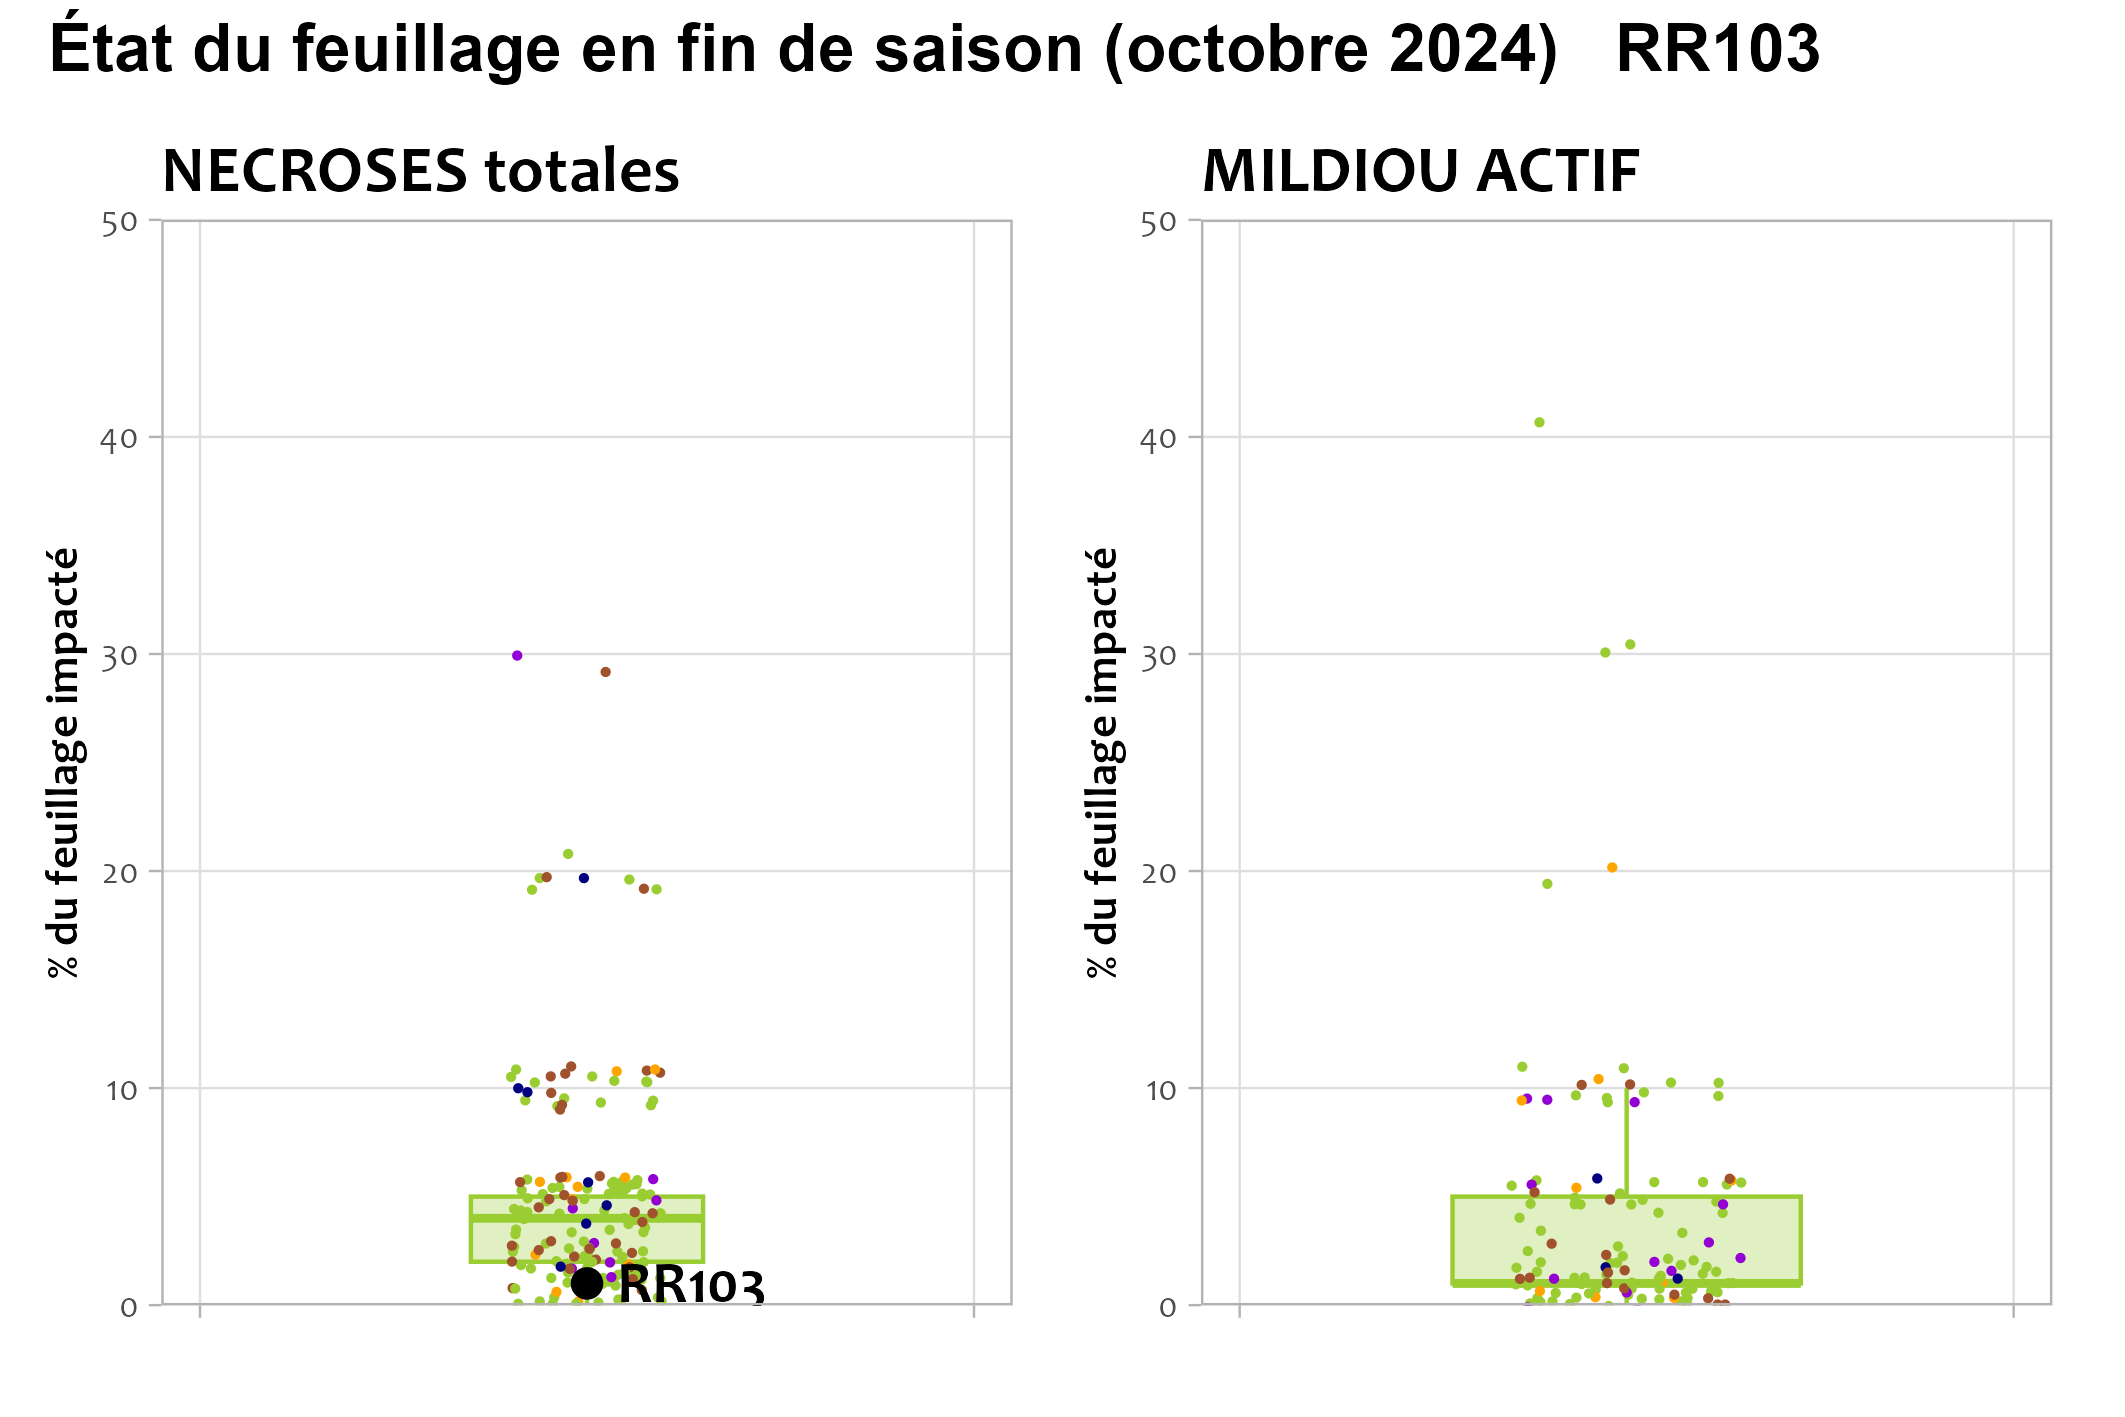 État du feuillage en fin de saison (octobre 2024) RR103
NECROSES totales
% du feuillage impacté
50
40
30
20
10
0
RR103
MILDIOU ACTIF
% du feuillage impacté
50
40
30
20
10
0